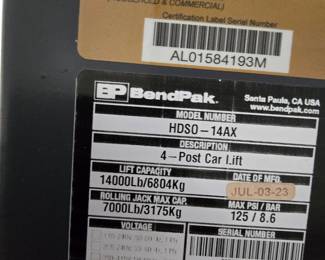 & COMMERCIAL)
Certification Label Serial Number
AL01584193M
BP BendPak
Santa Paula, CA USA
www.bendpak.com
MODEL NUMBER
HDSO-14AX
DESCRIPTION
4-Post Car Lift
LIFT CAPACITY
DATE OF MFG.
14000Lb/6804Kg
JUL-03-23
ROLLING JACK MAX CAP.
MAX PSI / BAR
7000Lb/3175Kg
125 / 8.6
VOLTAGE
SERIAL NUMBER